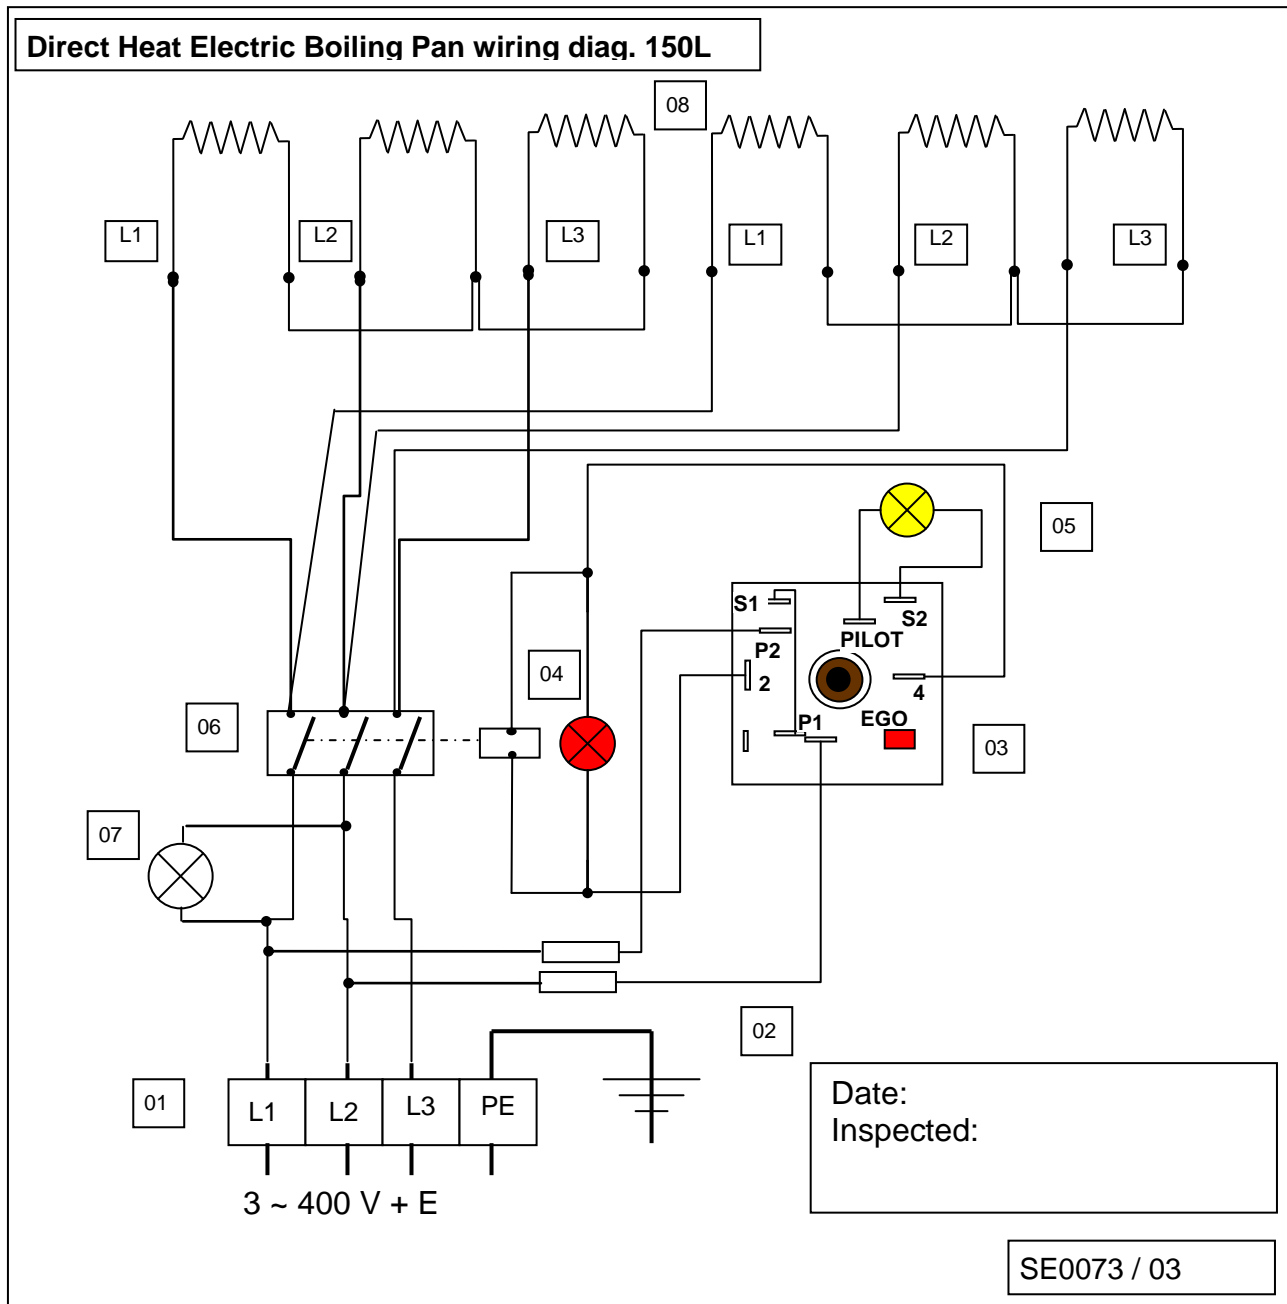 Direct Heat Electric Boiling Pan wiring diag. 150L
08
L1
L2
L3
L1
L2
L3
05
S1
S2
PILOT
P2
2
4
04
P1
EGO
06
03
07
02
01
L1
L2
L3
PE
3 ~ 400 V + E
Date:
Inspected:
SE0073 / 03